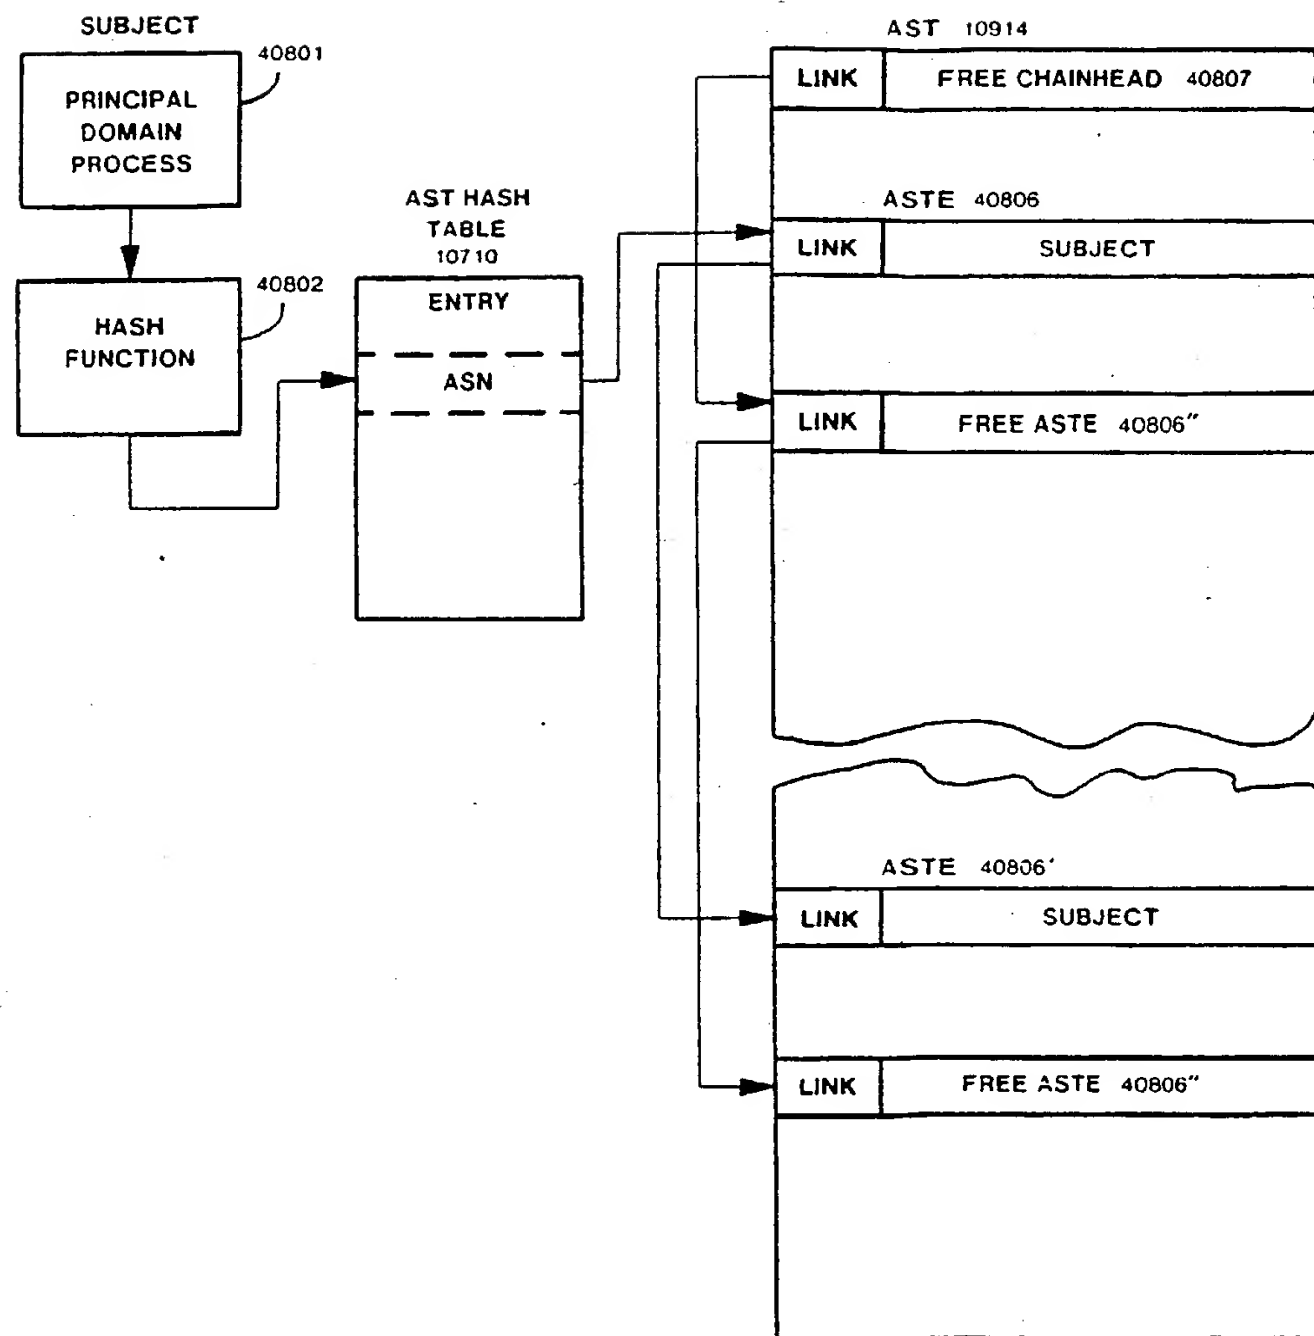 SUBJECT
40801
PRINCIPAL
DOMAIN
PROCESS
40802
HASH
FUNCTION
AST HASH
TABLE
10710
ENTRY
ASN
AST 10914
LINK FREE CHAINHEAD 40807
ASTE 40806
LINK SUBJECT
LINK FREE ASTE 40806"
ASTE 40806'
LINK SUBJECT
LINK FREE ASTE 40806"